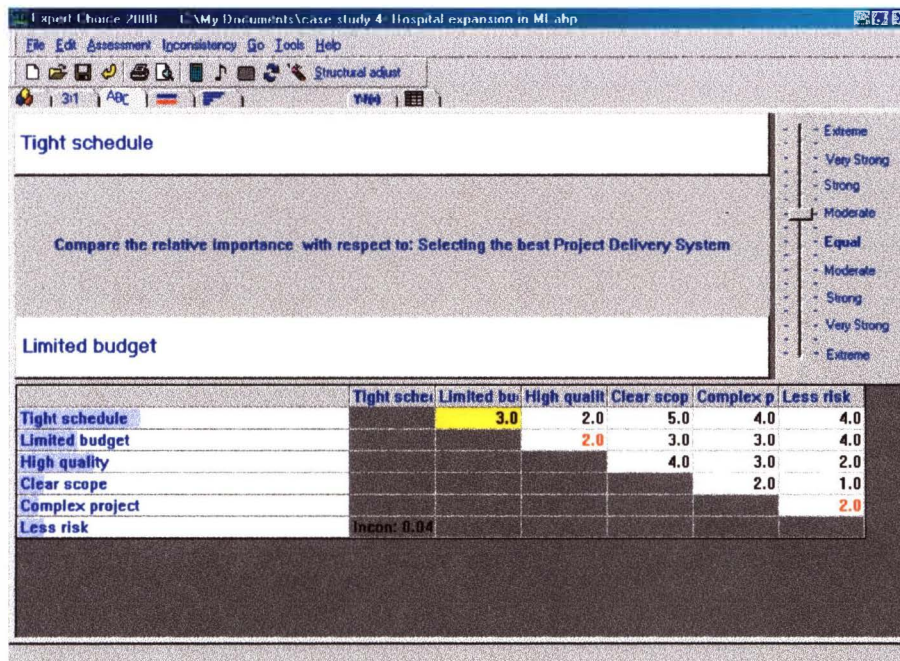 Expert Choice 2000 C:\My Documents\case study 4 Hospital expansion in MI.ahp
File Edit Assessment Inconsistency Go Tools Help
Structural adjust
3:1 ABC
Tight schedule
Extreme
Very Strong
Strong
Moderate
Compare the relative importance with respect to: Selecting the best Project Delivery System
Equal
Moderate
Strong
Very Strong
Limited budget
Extreme
Tight sche Limited bu High qualit Clear scop Complex p Less risk
Tight schedule 3.0 2.0 5.0 4.0 4.0
Limited budget 2.0 3.0 3.0 4.0
High quality 4.0 3.0 2.0
Clear scope 2.0 1.0
Complex project 2.0
Less risk Incon: 0.04